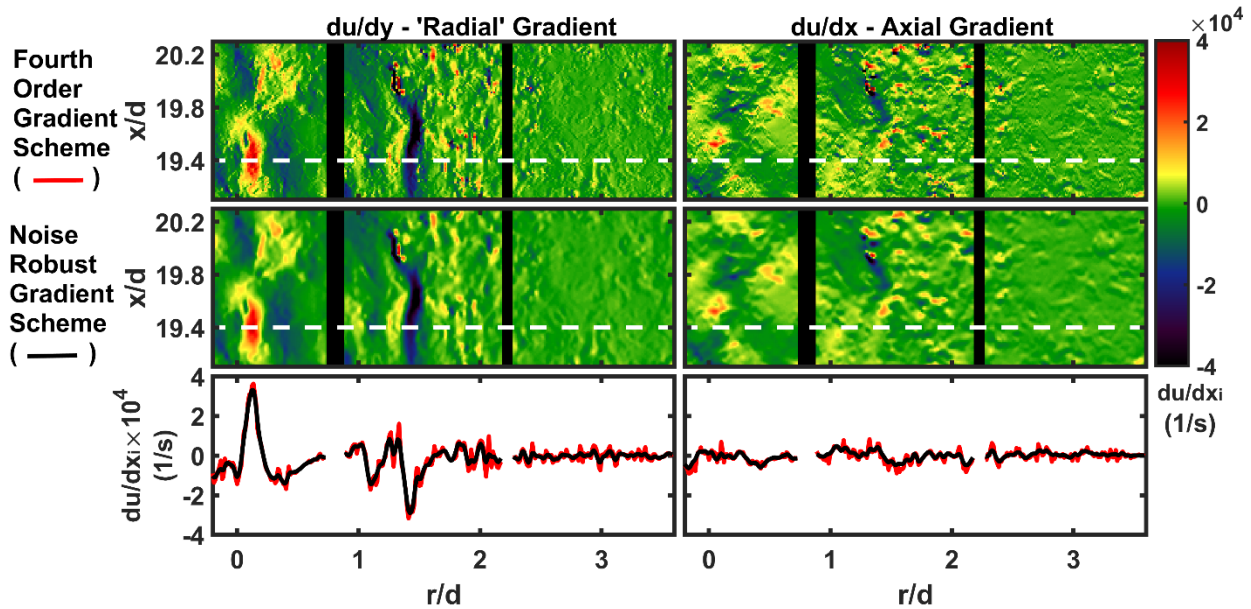 du/dy - 'Radial' Gradient
du/dx - Axial Gradient
×10⁴
Fourth
Order
Gradient
Scheme
( )
x/d
20.2
19.8
19.4
4
2
0
-2
-4
Noise
Robust
Gradient
Scheme
( )
x/d
20.2
19.8
19.4
du/dxᵢ
(1/s)
du/dxᵢ×10⁴
(1/s)
4
2
0
-2
-4
0 1 2 3
0 1 2 3
r/d
r/d